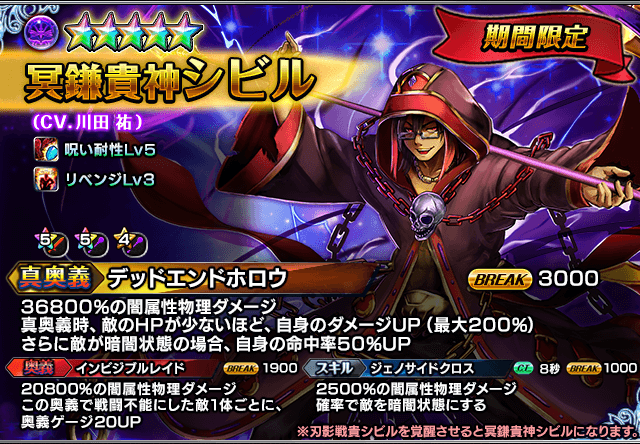 期間限定
冥鎌貴神シビル
(CV.川田 祐)
呪い耐性Lv5
リベンジLv3
5 5 4
真奥義 デッドエンドホロウ BREAK 3000
36800%の闇属性物理ダメージ
真奥義時、敵のHPが少ないほど、自身のダメージUP(最大200%)
さらに敵が暗闇状態の場合、自身の命中率50%UP
奥義 インビジブルレイド BREAK 1900
20800%の闇属性物理ダメージ
この奥義で戦闘不能にした敵1体ごとに、
奥義ゲージ20UP
スキル ジェノサイドクロス C.T. 8秒 BREAK 1000
2500%の闇属性物理ダメージ
確率で敵を暗闇状態にする
※刃影戦貴シビルを覚醒させると冥鎌貴神シビルになります。